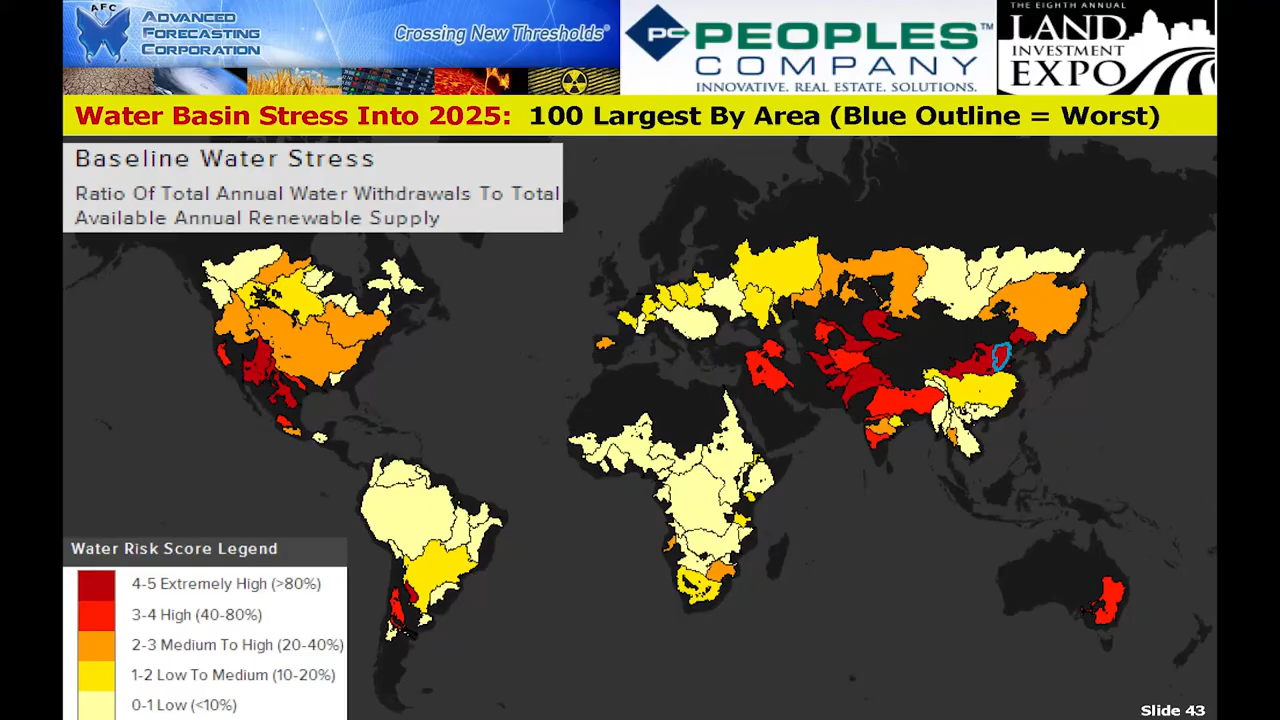 AFC
ADVANCED
FORECASTING
CORPORATION
Crossing New Thresholds®
PC
PEOPLES™
COMPANY
INNOVATIVE. REAL ESTATE. SOLUTIONS.
THE EIGHTH ANNUAL
LAND
INVESTMENT
EXPO
Water Basin Stress Into 2025: 100 Largest By Area (Blue Outline = Worst)
Baseline Water Stress
Ratio Of Total Annual Water Withdrawals To Total
Available Annual Renewable Supply
Water Risk Score Legend
4-5 Extremely High (>80%)
3-4 High (40-80%)
2-3 Medium To High (20-40%)
1-2 Low To Medium (10-20%)
0-1 Low (<10%)
Slide 43